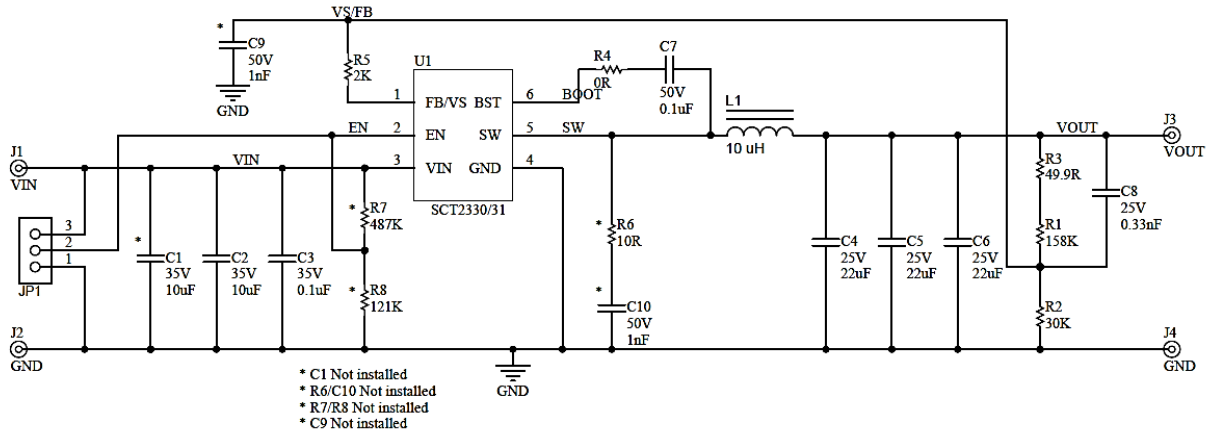 VS/FB
*
C9
50V
1nF
GND
R5
2K
U1
1
FB/VS
BST
6
BOOT
R4
0R
C7
50V
0.1uF
EN
2
EN
SW
5
SW
L1
10 uH
VOUT
J3
VOUT
J1
VIN
VIN
3
VIN
GND
4
SCT2330/31
3
2
1
JP1
*
C1
35V
10uF
C2
35V
10uF
C3
35V
0.1uF
*
R7
487K
*
R8
121K
*
R6
10R
*
C10
50V
1nF
C4
25V
22uF
C5
25V
22uF
C6
25V
22uF
R3
49.9R
R1
158K
C8
25V
0.33nF
R2
30K
J2
GND
GND
J4
GND
* C1 Not installed
* R6/C10 Not installed
* R7/R8 Not installed
* C9 Not installed